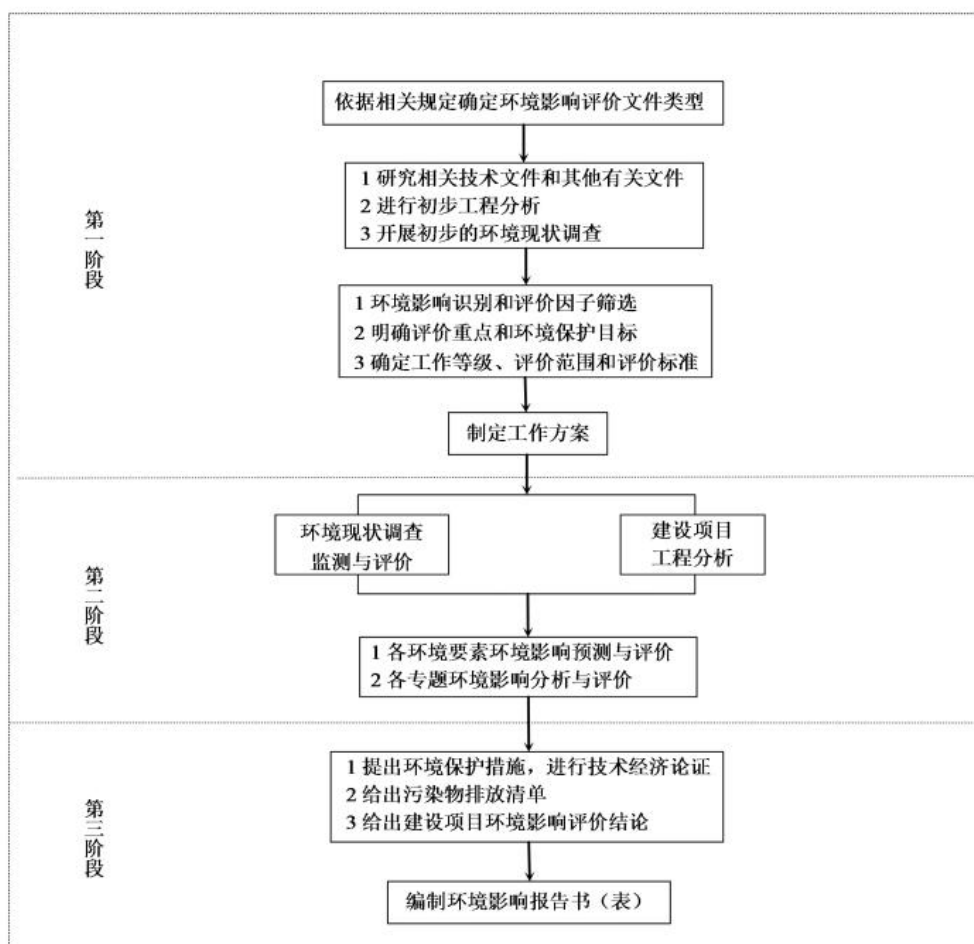 依据相关规定确定环境影响评价文件类型
1 研究相关技术文件和其他有关文件
2 进行初步工程分析
3 开展初步的环境现状调查
第一阶段
1 环境影响识别和评价因子筛选
2 明确评价重点和环境保护目标
3 确定工作等级、评价范围和评价标准
制定工作方案
环境现状调查
监测与评价
建设项目
工程分析
第二阶段
1 各环境要素环境影响预测与评价
2 各专题环境影响分析与评价
1 提出环境保护措施，进行技术经济论证
2 给出污染物排放清单
3 给出建设项目环境影响评价结论
第三阶段
编制环境影响报告书（表）